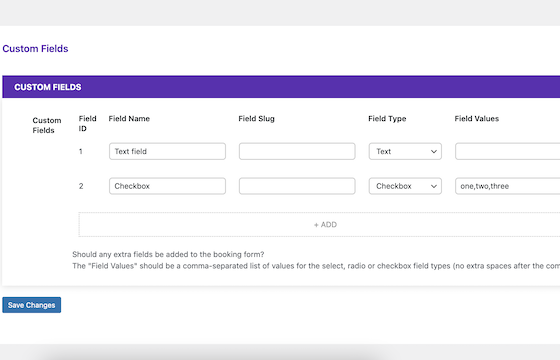 Custom Fields
CUSTOM FIELDS
Custom Fields
Field ID
Field Name
Field Slug
Field Type
Field Values
1
Text field
Text
2
Checkbox
Checkbox
one,two,three
+ ADD
Should any extra fields be added to the booking form?
The "Field Values" should be a comma-separated list of values for the select, radio or checkbox field types (no extra spaces after the com
Save Changes